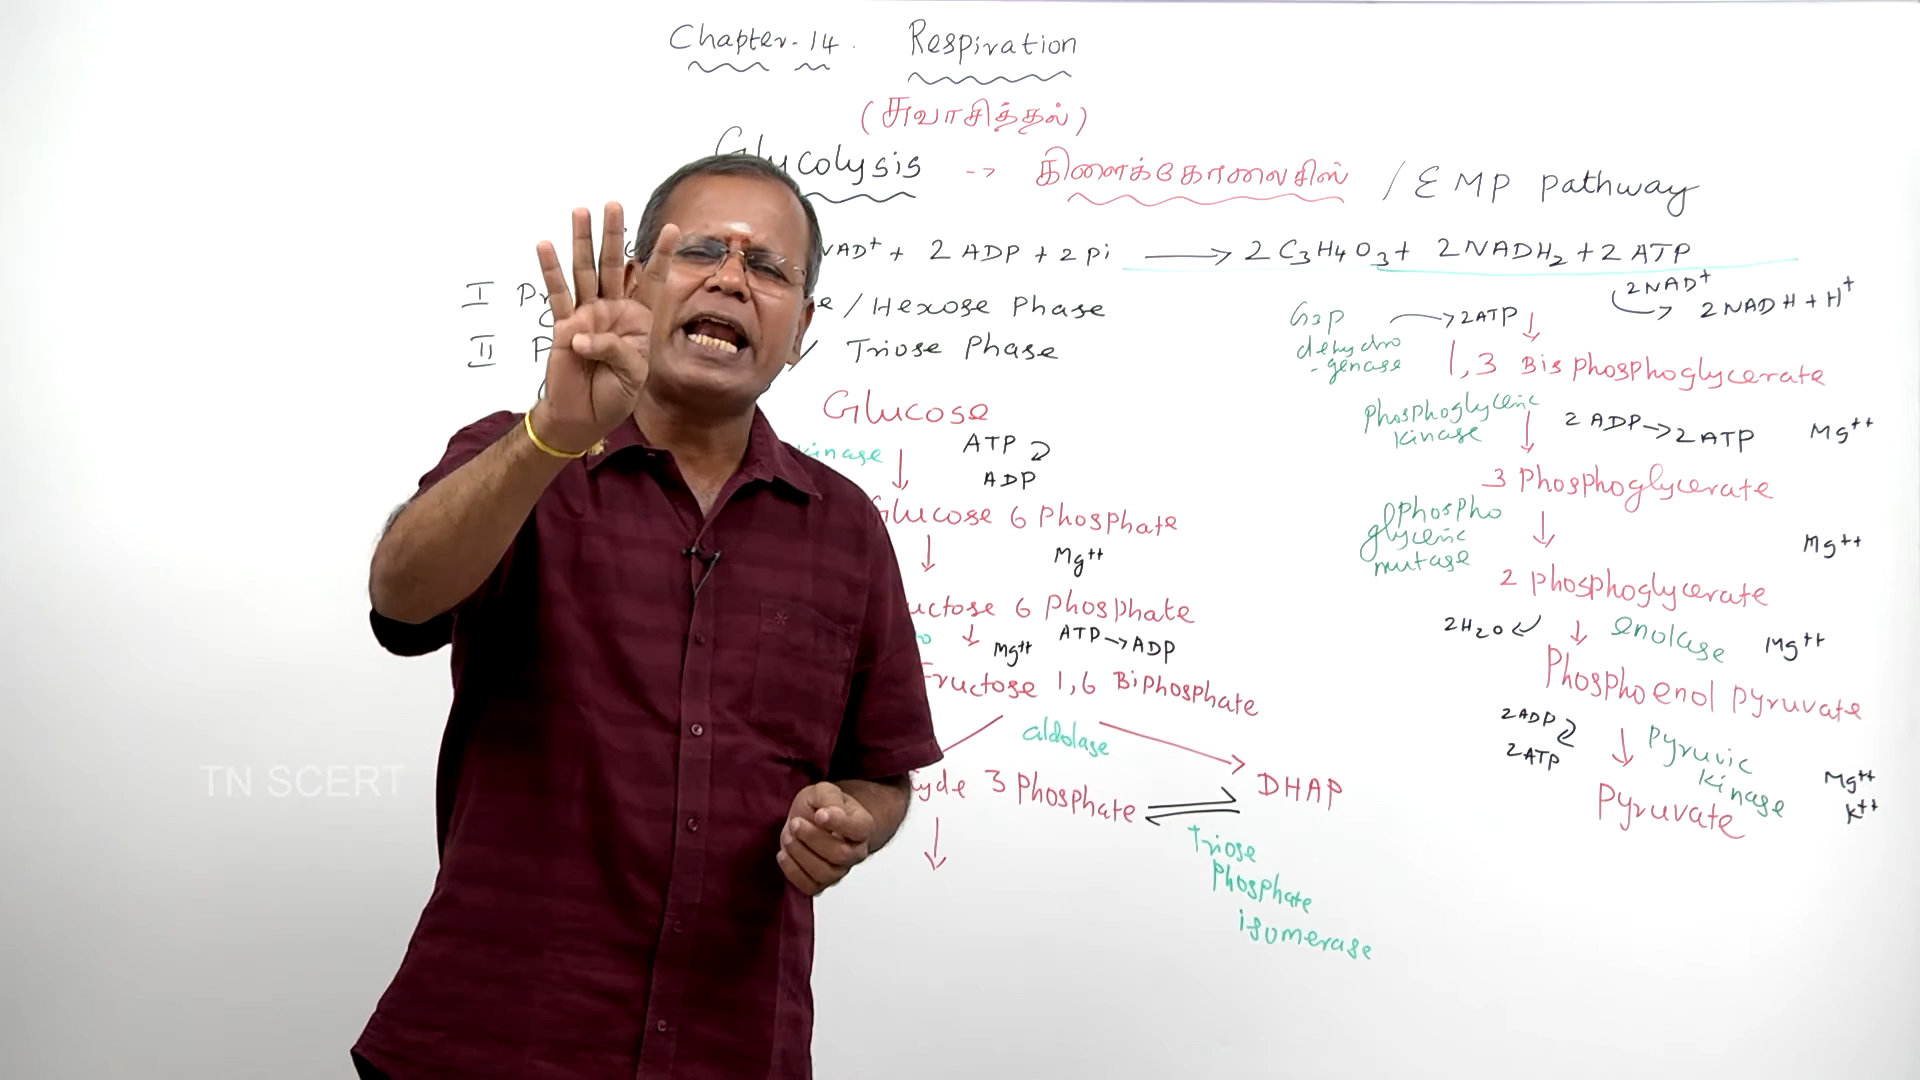 Chapter-14. Respiration
(சுவாசித்தல்)
Glycolysis -> கிளைக்கோலைசிஸ் / EMP Pathway
NAD+ + 2 ADP + 2 Pi → 2 C3H4O3 + 2 NADH2 + 2 ATP
I / Hexose Phase
II / Triose Phase
Glucose
kinase ATP
ADP
Glucose 6 Phosphate
Mg++
6 Phosphate
Mg++ ATP → ADP
Fructose 1,6 Biphosphate
aldolase
3 Phosphate DHAP
Triose
Phosphate
isomerase
2NAD+
2NADH + H+
G3P → 2ATP
dehydro
-genase
1,3 Bis Phosphoglycerate
Phosphoglyceric
kinase
2 ADP → 2 ATP Mg++
3 Phosphoglycerate
Phospho
glyceric
mutase
Mg++
2 Phosphoglycerate
2H2O enolase Mg++
Phosphoenol pyruvate
2ADP
2ATP
Pyruvic
kinase
Mg++
K++
Pyruvate
TN SCERT